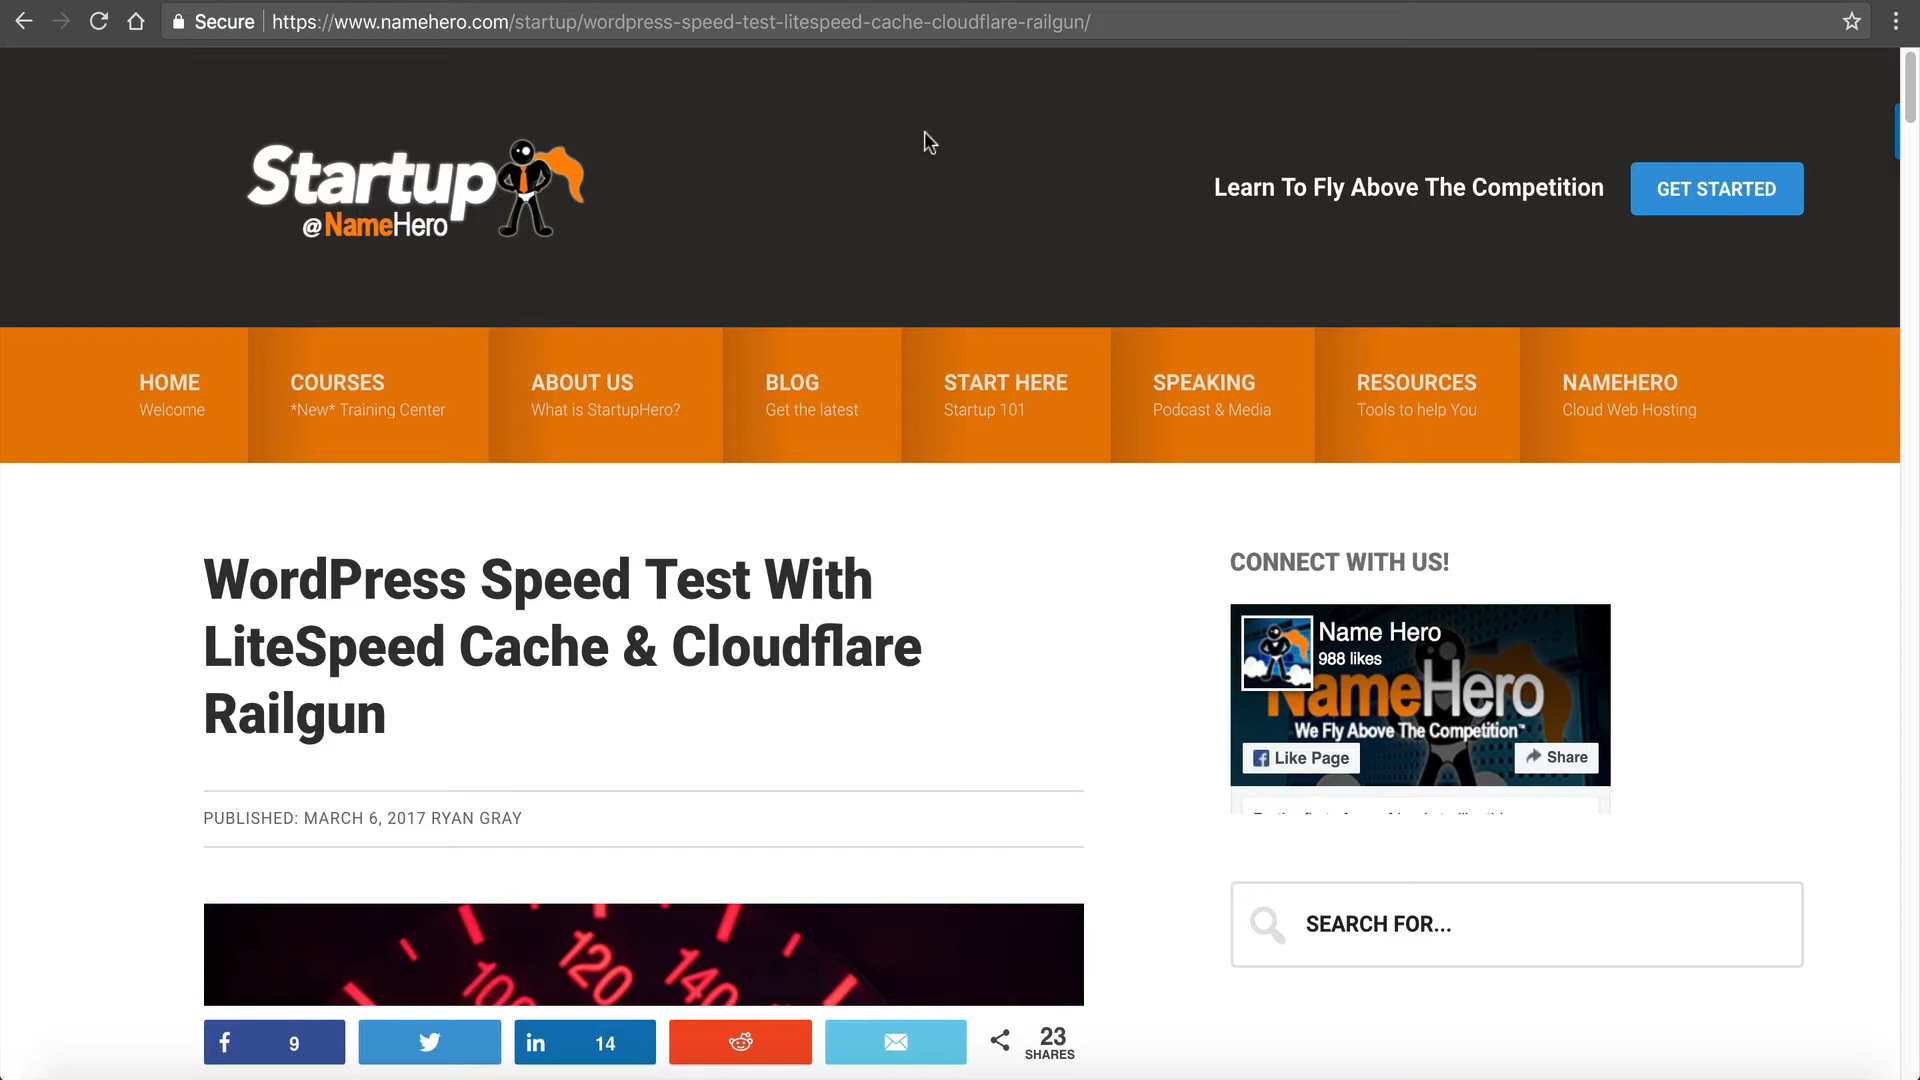 Secure https://www.namehero.com/startup/wordpress-speed-test-litespeed-cache-cloudflare-railgun/
Startup
@NameHero
Learn To Fly Above The Competition
GET STARTED
HOME
Welcome
COURSES
*New* Training Center
ABOUT US
What is StartupHero?
BLOG
Get the latest
START HERE
Startup 101
SPEAKING
Podcast & Media
RESOURCES
Tools to help You
NAMEHERO
Cloud Web Hosting
WordPress Speed Test With
LiteSpeed Cache & Cloudflare
Railgun
PUBLISHED: MARCH 6, 2017 RYAN GRAY
100 120 140
9
14
23
SHARES
CONNECT WITH US!
Name Hero
988 likes
NameHero
We Fly Above The Competition™
Like Page
Share
SEARCH FOR...